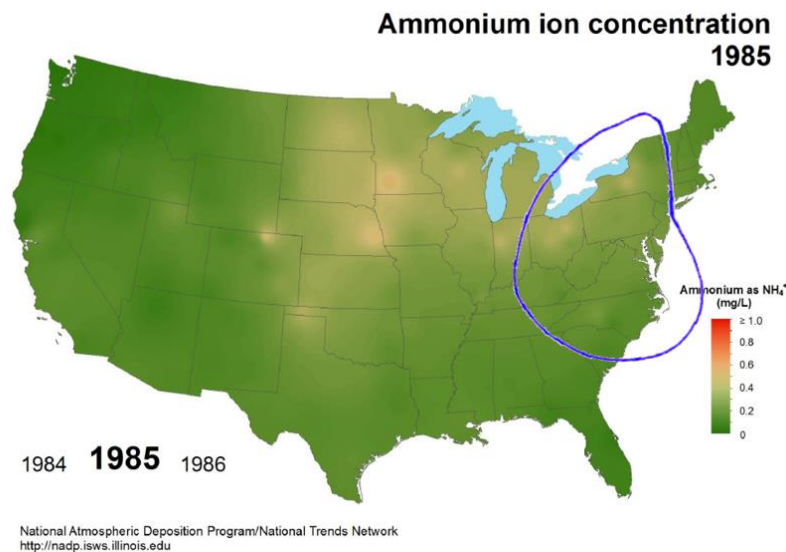 Ammonium ion concentration
1985
Ammonium as NH₄⁺
(mg/L)
≥ 1.0
0.8
0.6
0.4
0.2
0
1984 1985 1986
National Atmospheric Deposition Program/National Trends Network
http://nadp.isws.illinois.edu